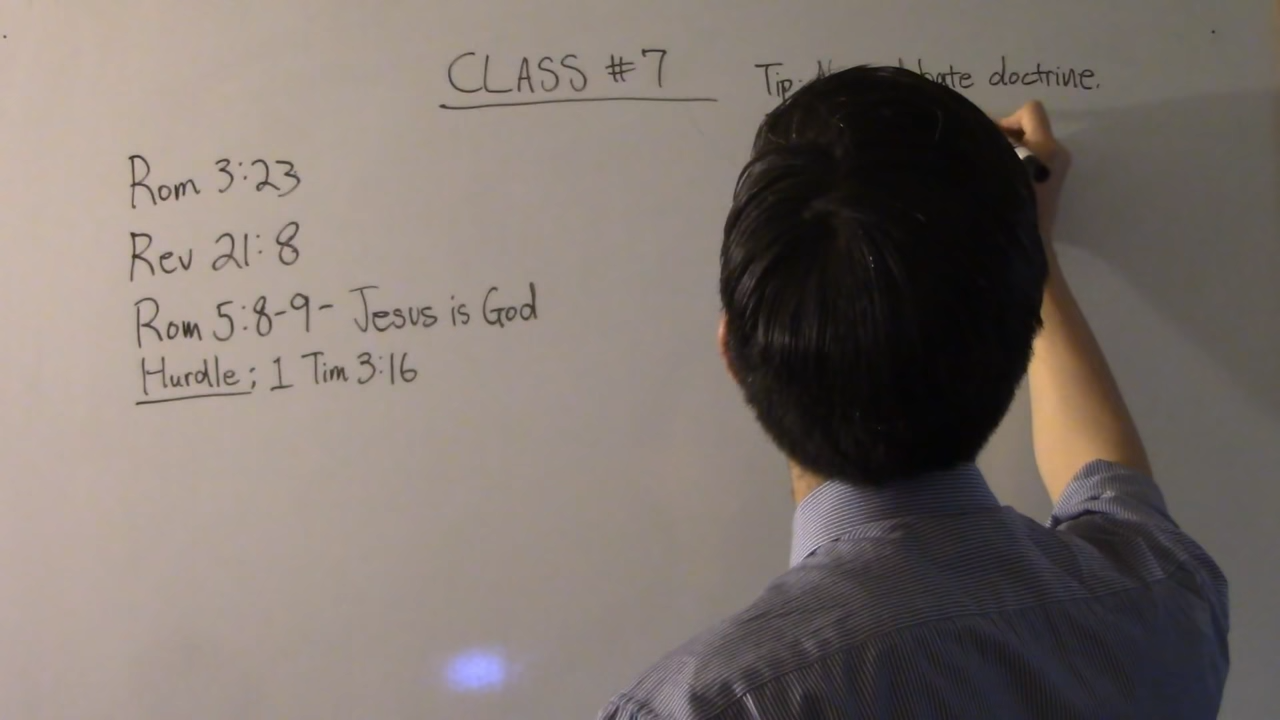 CLASS #7
Tip: doctrine.
Rom 3:23
Rev 21:8
Rom 5:8-9- Jesus is God
Hurdle; 1 Tim 3:16